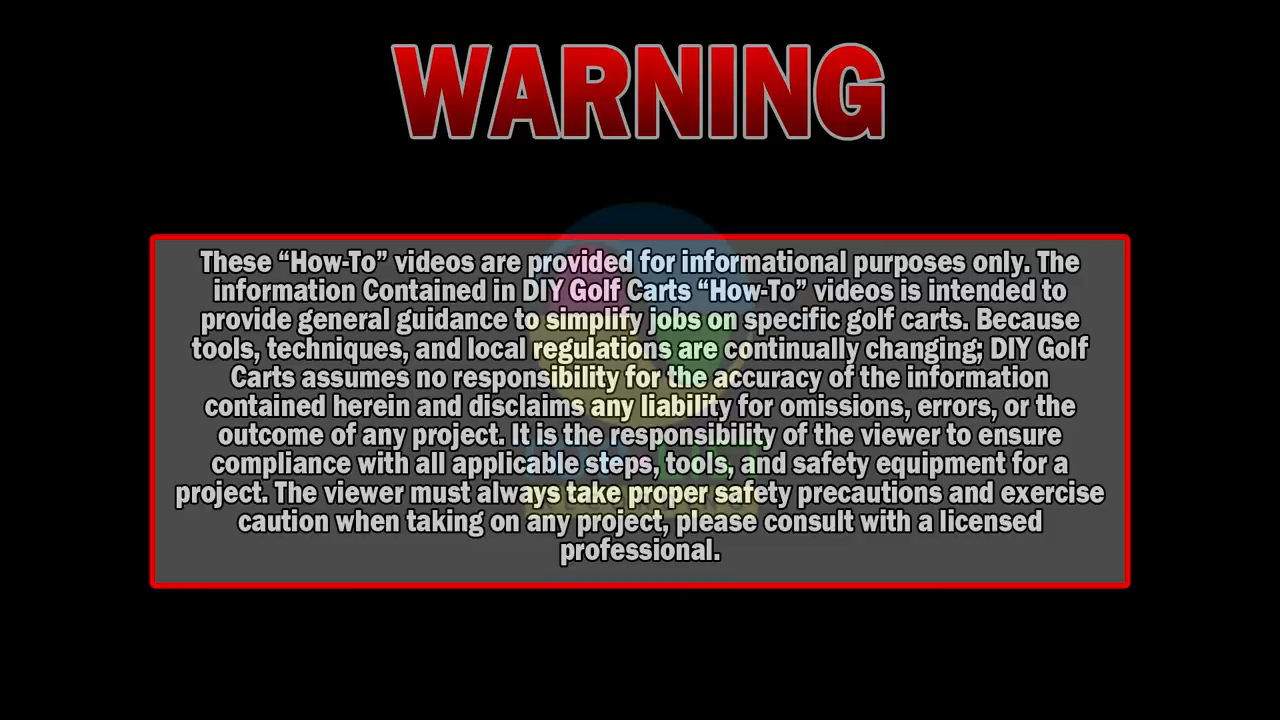 WARNING
These “How-To” videos are provided for informational purposes only. The
information Contained in DIY Golf Carts “How-To” videos is intended to
provide general guidance to simplify jobs on specific golf carts. Because
tools, techniques, and local regulations are continually changing; DIY Golf
Carts assumes no responsibility for the accuracy of the information
contained herein and disclaims any liability for omissions, errors, or the
outcome of any project. It is the responsibility of the viewer to ensure
compliance with all applicable steps, tools, and safety equipment for a
project. The viewer must always take proper safety precautions and exercise
caution when taking on any project, please consult with a licensed
professional.